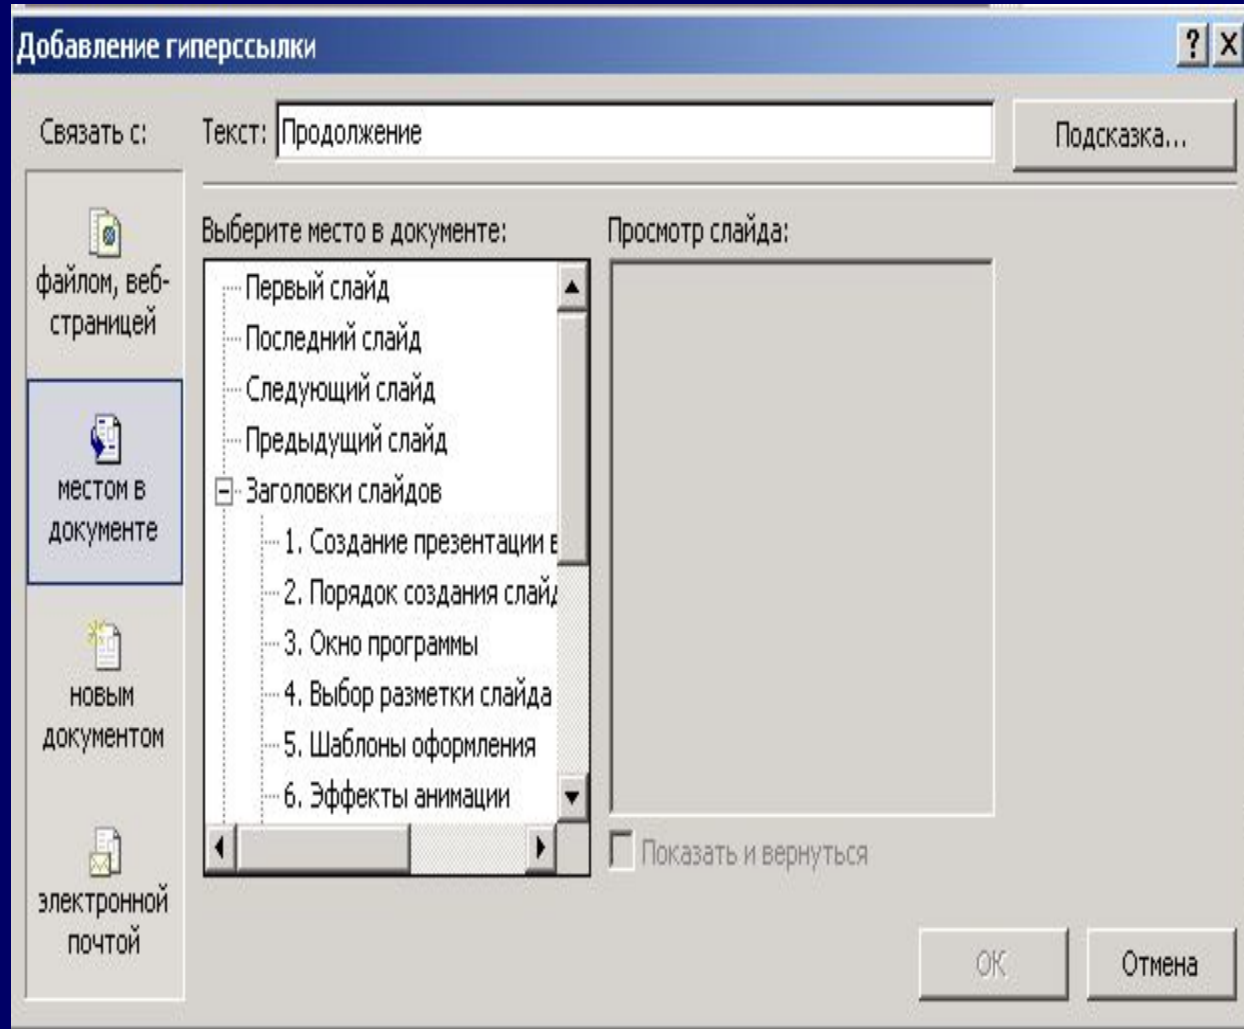 Добавление гиперссылки
Связать с:
Текст: Продолжение
Подсказка...
файлом, веб-
страницей
местом в
документе
новым
документом
электронной
почтой
Выберите место в документе:
Первый слайд
Последний слайд
Следующий слайд
Предыдущий слайд
Заголовки слайдов
1. Создание презентации в
2. Порядок создания слайд
3. Окно программы
4. Выбор разметки слайда
5. Шаблоны оформления
6. Эффекты анимации
Просмотр слайда:
Показать и вернуться
ОК
Отмена